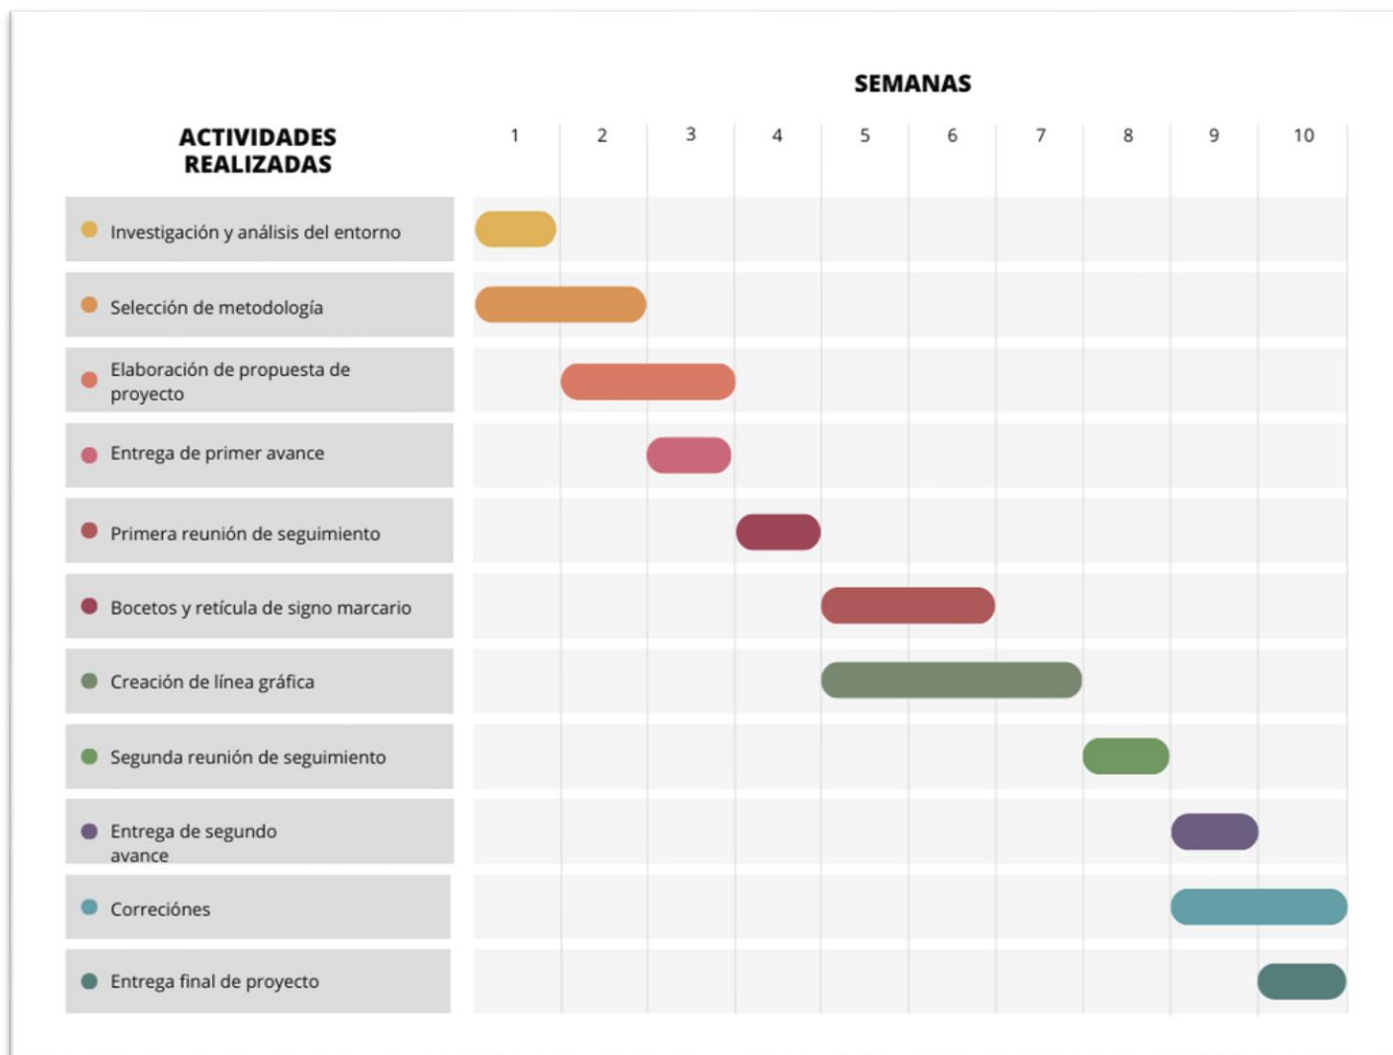 SEMANAS
ACTIVIDADES
REALIZADAS
1 2 3 4 5 6 7 8 9 10
Investigación y análisis del entorno
Selección de metodología
Elaboración de propuesta de
proyecto
Entrega de primer avance
Primera reunión de seguimiento
Bocetos y retícula de signo marcario
Creación de línea gráfica
Segunda reunión de seguimiento
Entrega de segundo
avance
Correciónes
Entrega final de proyecto